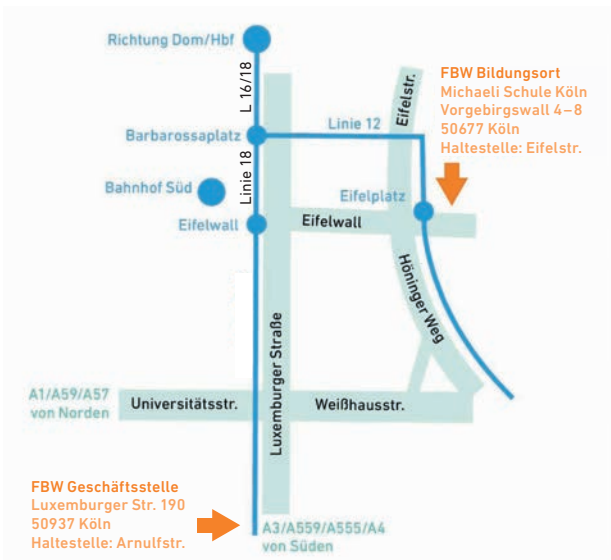 Richtung Dom/Hbf
L 16/18
Eifelstr.
FBW Bildungsort
Michaeli Schule Köln
Vorgebirgswall 4–8
50677 Köln
Haltestelle: Eifelstr.
Barbarossaplatz
Linie 12
Linie 18
Bahnhof Süd
Eifelplatz
Eifelwall
Eifelwall
Höninger Weg
Luxemburger Straße
A1/A59/A57
von Norden
Universitätsstr.
Weißhausstr.
FBW Geschäftsstelle
Luxemburger Str. 190
50937 Köln
Haltestelle: Arnulfstr.
A3/A559/A555/A4
von Süden